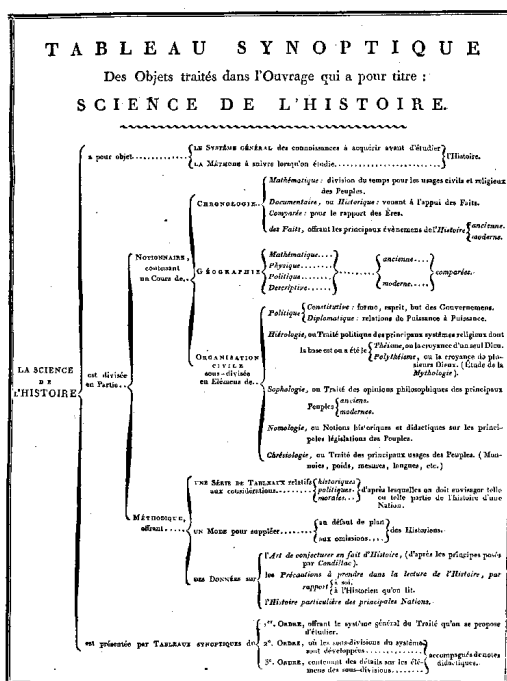 TABLEAU SYNOPTIQUE
Des Objets traités dans l'Ouvrage qui a pour titre :
SCIENCE DE L'HISTOIRE.
LA SCIENCE
DE
L'HISTOIRE
a pour objet
LE SYSTÈME GÉNÉRAL des connaissances à acquérir avant d'étudier
LA MÉTHODE à suivre lorsqu'on étudie
l'Histoire.
est divisée
en Partie
NOTIONNAIRE,
contenant
un Cours de
CHRONOLOGIE
Mathématique : division du temps pour les usages civils et religieux
des Peuples.
Documentaire, ou Historique : venant à l'appui des Faits.
Comparée : pour le rapport des Ères.
des Faits, offrant les principaux évènemens de l'Histoire
ancienne.
moderne.
GÉOGRAPHIE
Mathématique
Physique
Politique
Descriptive
ancienne
moderne
comparées.
ORGANISATION
CIVILE
sous-divisée
en Elémens de
Politique
Constitutive : forme, esprit, but des Gouvernemens.
Diplomatique : relations de Puissance à Puissance.
Hiérologie, ou Traité politique des principaux systèmes religieux dont
la base est ou a été le
Théisme, ou la croyance d'un seul Dieu.
Polythéisme, ou la croyance de plu-
sieurs Dieux. (Étude de la
Mythologie).
Sophologie, ou Traité des opinions philosophiques des principaux
Peuples
anciens.
modernes.
Nomologie, ou Notions historiques et didactiques sur les princi-
pales législations des Peuples.
Chrésiologie, ou Traité des principaux usages des Peuples. (Mon-
noies, poids, mesures, langues, etc.)
MÉTHODIQUE,
offrant
UNE SÉRIE DE TABLEAUX relatifs
aux considérations
historiques
politiques
morales
d'après lesquelles on doit envisager telle
ou telle partie de l'histoire d'une
Nation.
UN MODE pour suppléer
au défaut de plan
aux omissions
des Historiens.
DES DONNÉES sur
l'Art de conjecturer en fait d'Histoire, (d'après les principes posés
par Condillac).
les Précautions à prendre dans la lecture de l'Histoire, par
rapport
à soi.
à l'Historien qu'on lit.
l'Histoire particulière des principales Nations.
est présentée par TABLEAUX SYNOPTIQUES de
1er. ORDRE, offrant le système général du Traité qu'on se propose
d'étudier.
2e. ORDRE, où les sous-divisions du système
sont développées
3e. ORDRE, contenant des détails sur les élé-
mens des sous-divisions
accompagnés de notes
didactiques.